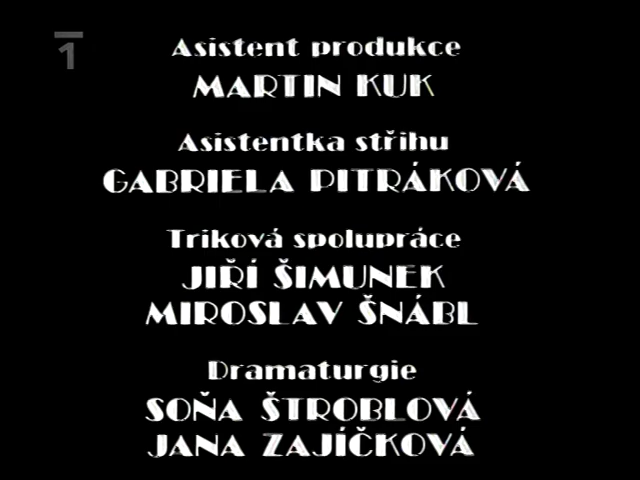 1
Asistent produkce
MARTIN KUK
Asistentka střihu
GABRIELA PITRÁKOVÁ
Triková spolupráce
JIŘÍ ŠIMUNEK
MIROSLAV ŠNÁBL
Dramaturgie
SOŇA ŠTROBLOVÁ
JANA ZAJÍČKOVÁ